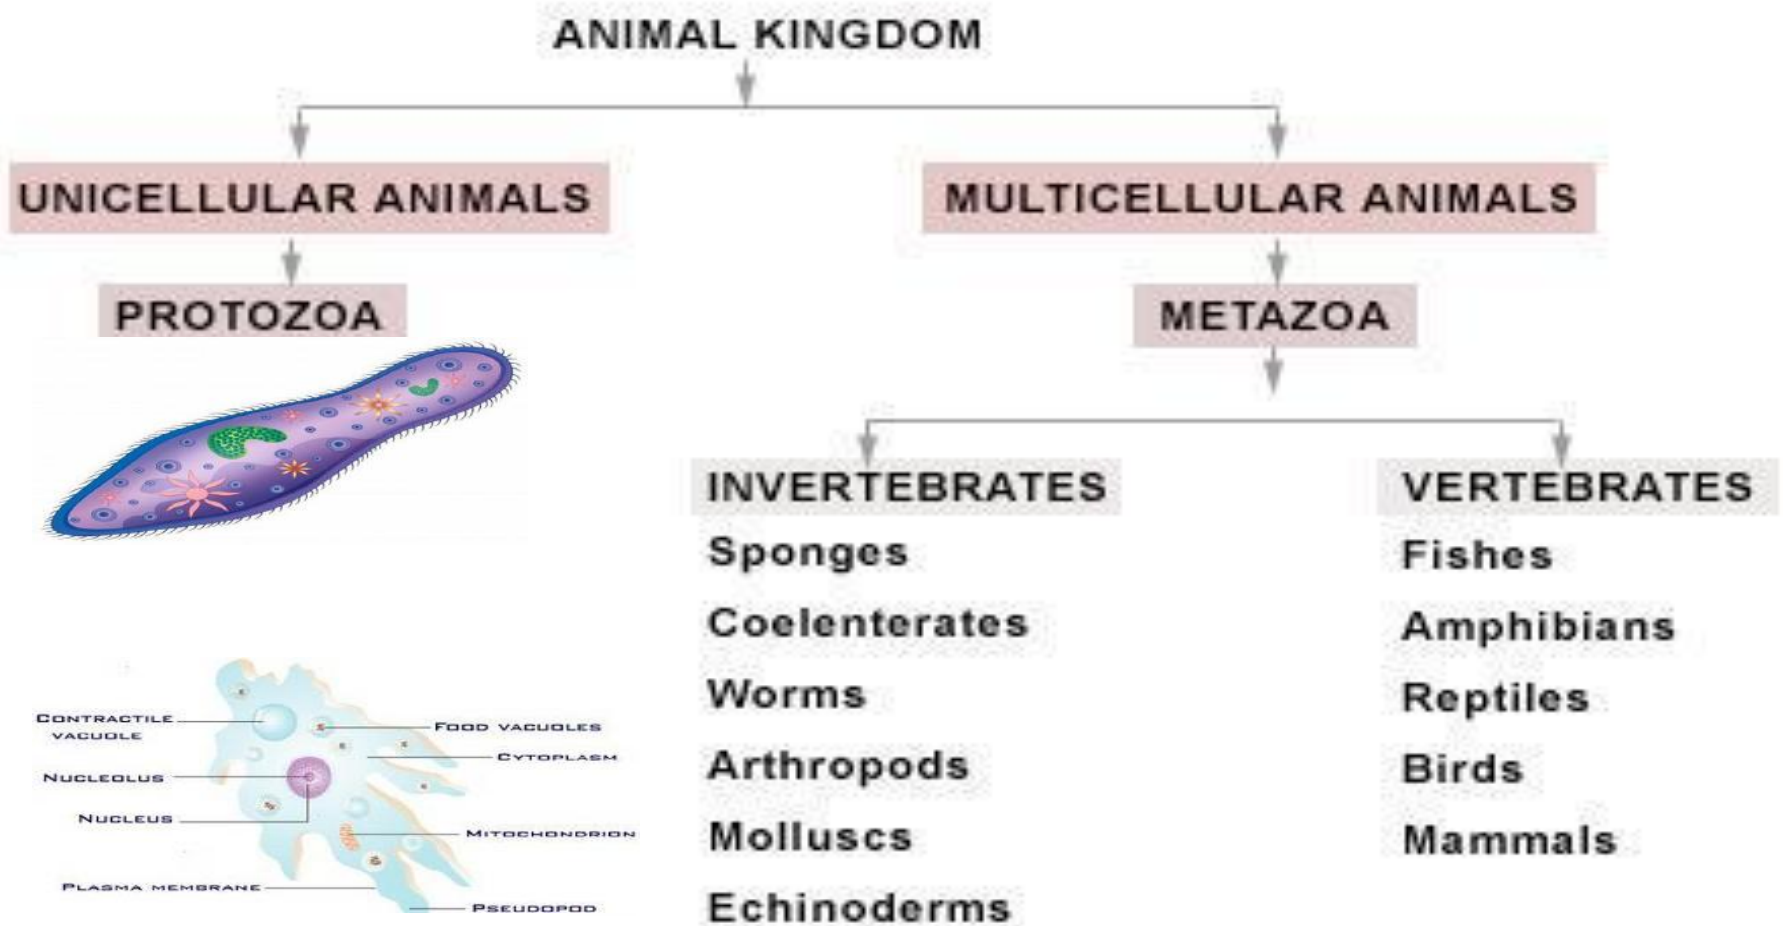 ANIMAL KINGDOM
UNICELLULAR ANIMALS
MULTICELLULAR ANIMALS
PROTOZOA
METAZOA
INVERTEBRATES
Sponges
Coelenterates
Worms
Arthropods
Molluscs
Echinoderms
VERTEBRATES
Fishes
Amphibians
Reptiles
Birds
Mammals
CONTRACTILE
VACUOLE
NUCLEOLUS
NUCLEUS
PLASMA MEMBRANE
FOOD VACUOLES
CYTOPLASM
MITOCHONDRION
PSEUDOPOD